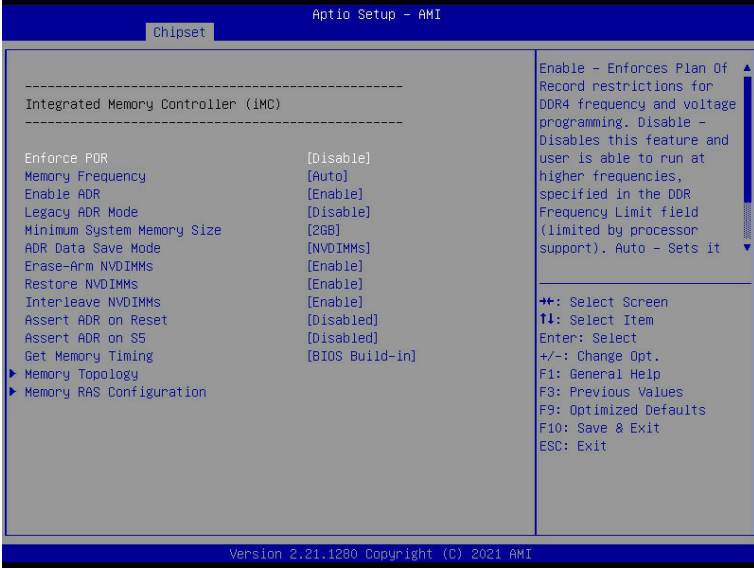 Aptio Setup – AMI
Chipset
--------------------------------------------------
Integrated Memory Controller (iMC)
--------------------------------------------------
Enforce POR [Disable]
Memory Frequency [Auto]
Enable ADR [Enable]
Legacy ADR Mode [Disable]
Minimum System Memory Size [2GB]
ADR Data Save Mode [NVDIMMs]
Erase-Arm NVDIMMs [Enable]
Restore NVDIMMs [Enable]
Interleave NVDIMMs [Enable]
Assert ADR on Reset [Disabled]
Assert ADR on S5 [Disabled]
Get Memory Timing [BIOS Build-in]
Memory Topology
Memory RAS Configuration
Enable – Enforces Plan Of
Record restrictions for
DDR4 frequency and voltage
programming. Disable –
Disables this feature and
user is able to run at
higher frequencies,
specified in the DDR
Frequency Limit field
(limited by processor
support). Auto – Sets it
→←: Select Screen
↑↓: Select Item
Enter: Select
+/-: Change Opt.
F1: General Help
F3: Previous Values
F9: Optimized Defaults
F10: Save & Exit
ESC: Exit
Version 2.21.1280 Copyright (C) 2021 AMI